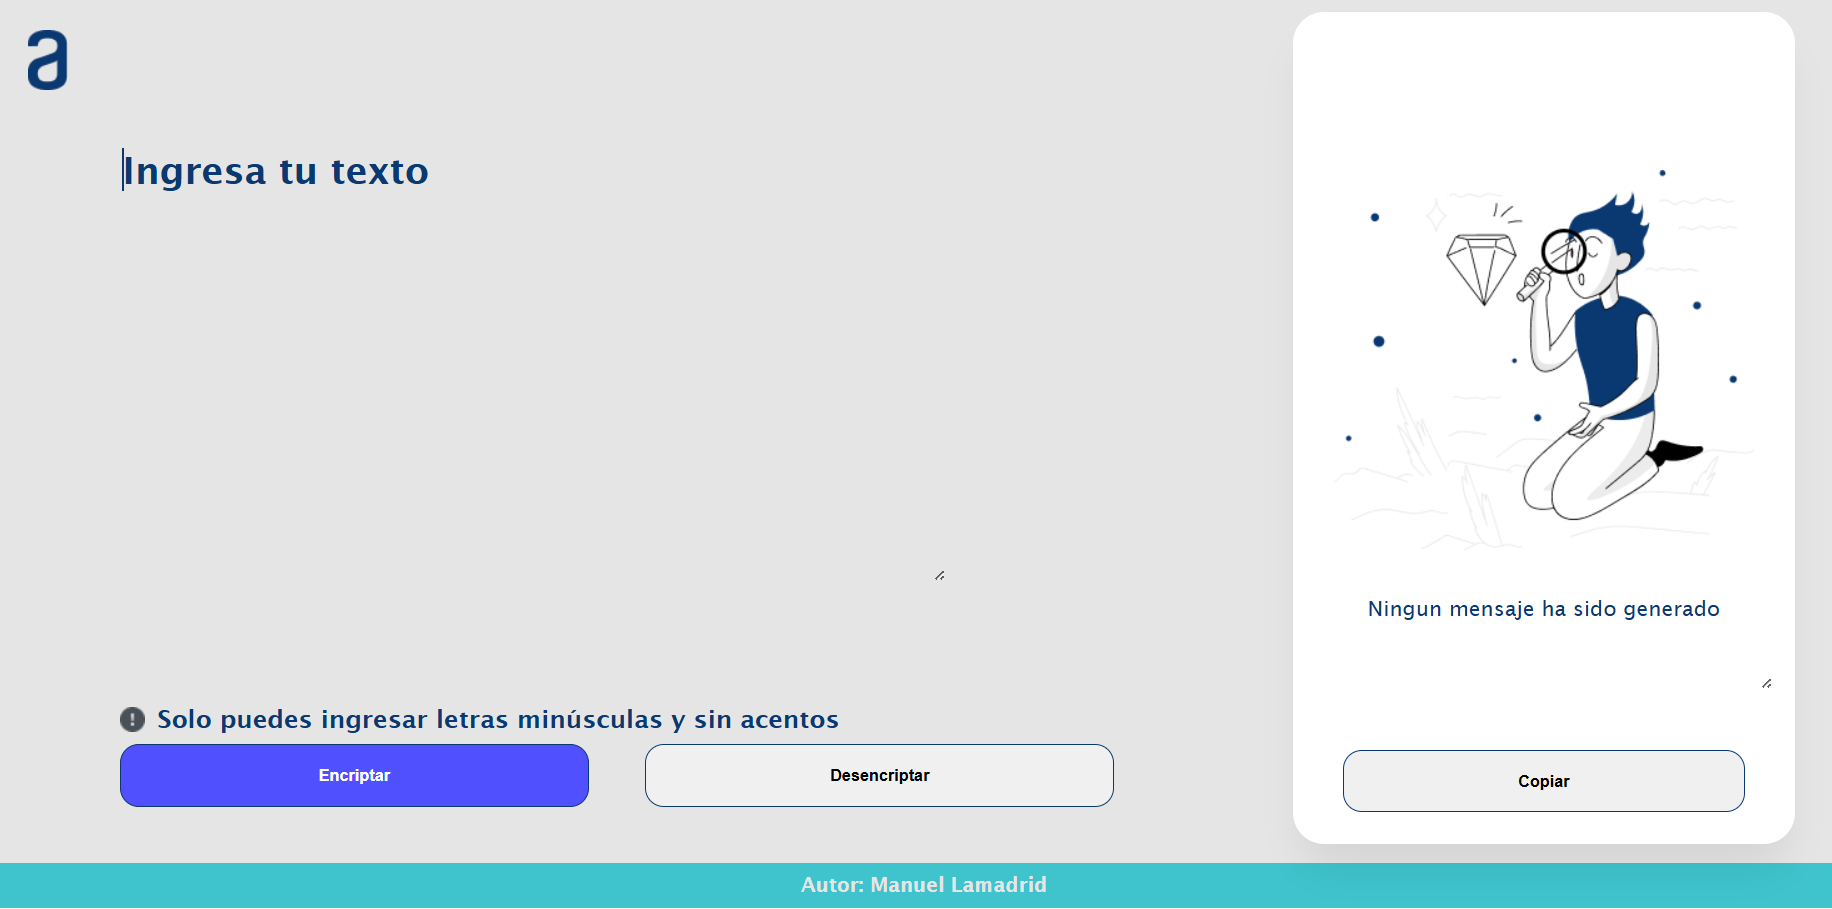 a
Ingresa tu texto
Ningun mensaje ha sido generado
Solo puedes ingresar letras minúsculas y sin acentos
Encriptar
Desencriptar
Copiar
Autor: Manuel Lamadrid